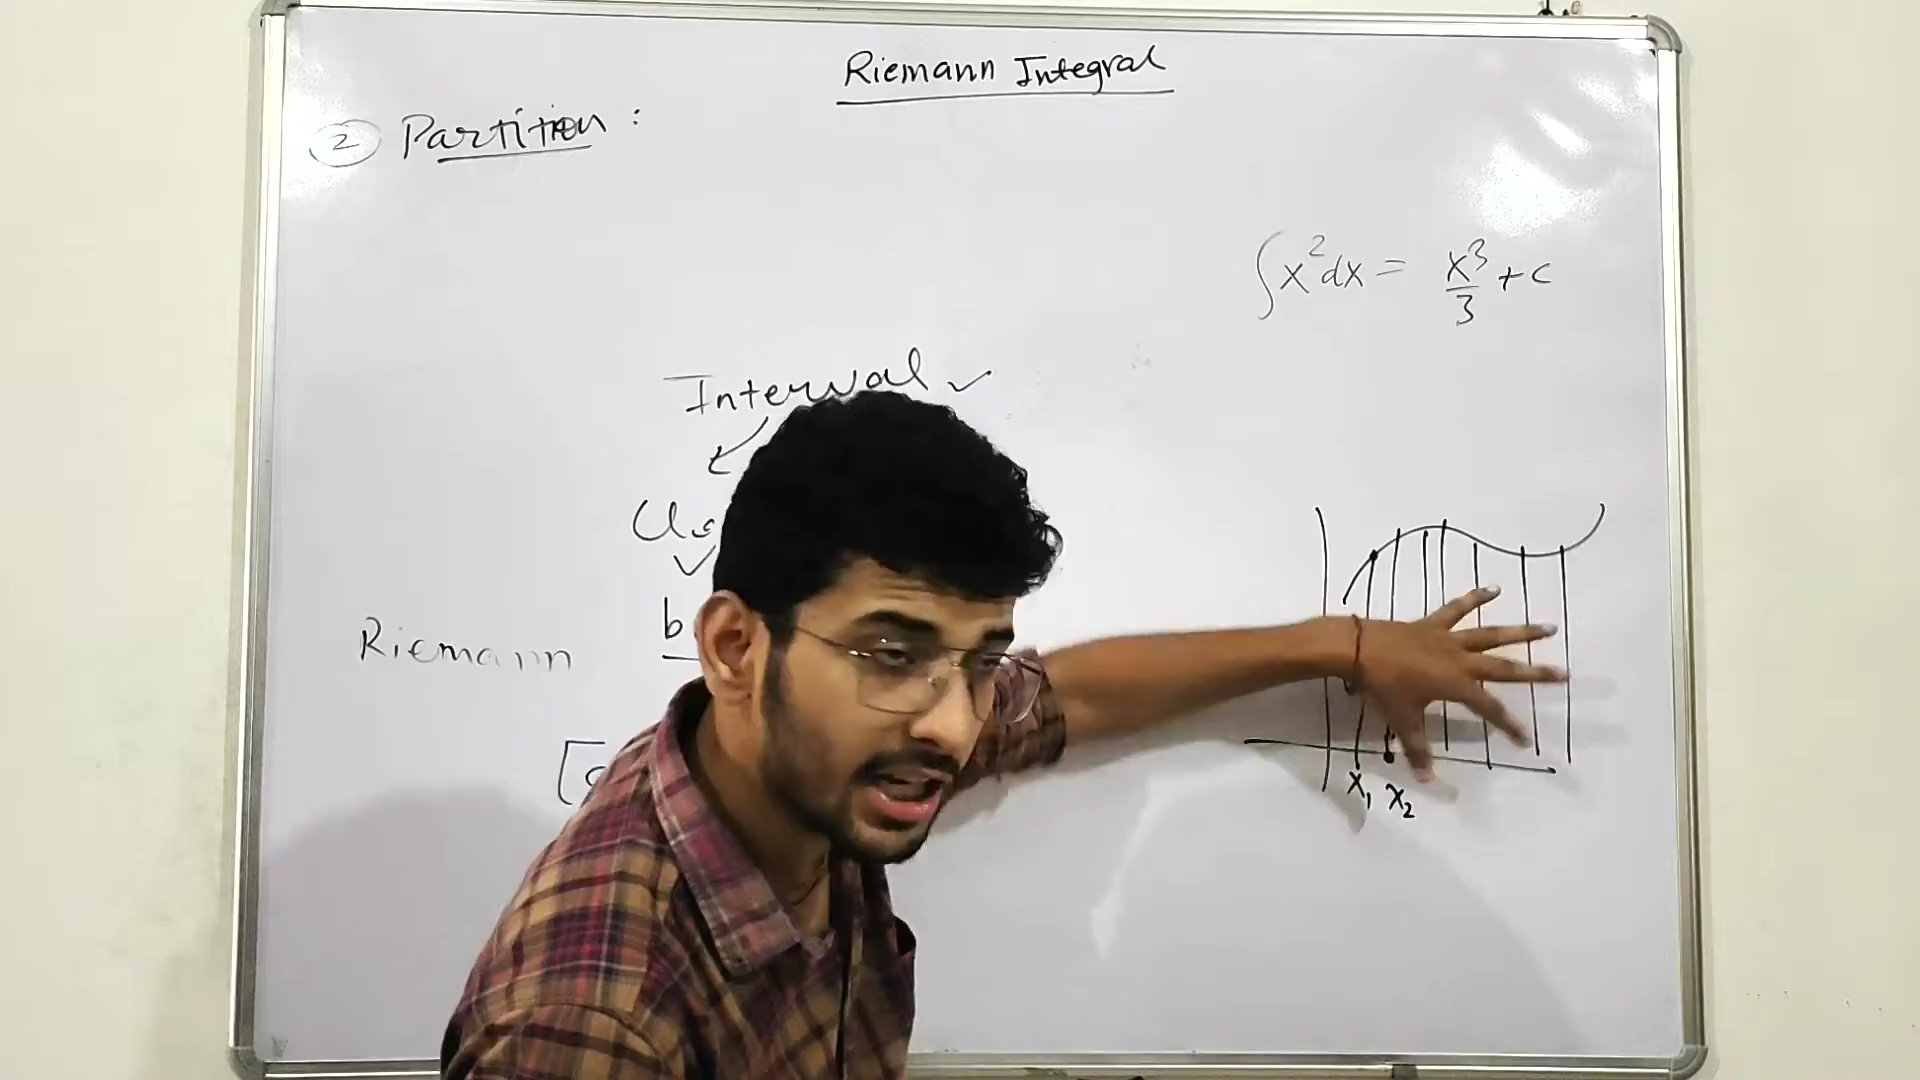 Riemann Integral
2 Partition :
∫x²dx = x³/3 + c
Interval ✓
b
Riemann
x₁ x₂